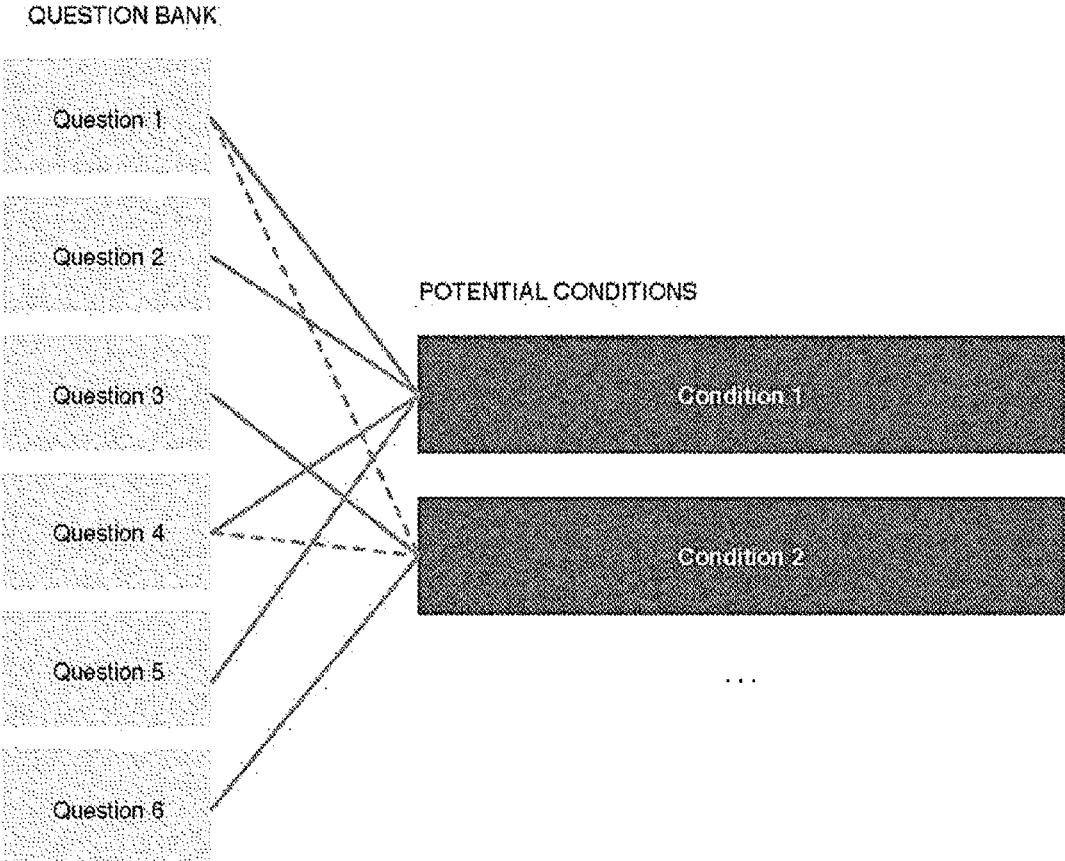 QUESTION BANK
Question 1
Question 2
Question 3
Question 4
Question 5
Question 6
POTENTIAL CONDITIONS
Condition 1
Condition 2
...